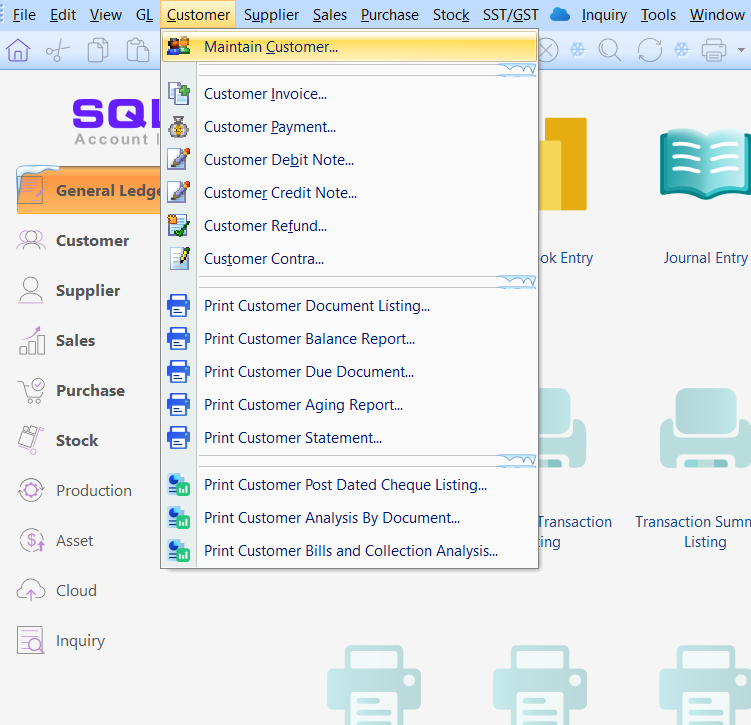 File Edit View GL Customer Supplier Sales Purchase Stock SST/GST Inquiry Tools Window
Maintain Customer...
Customer Invoice...
Customer Payment...
Customer Debit Note...
Customer Credit Note...
Customer Refund...
Customer Contra...
Print Customer Document Listing...
Print Customer Balance Report...
Print Customer Due Document...
Print Customer Aging Report...
Print Customer Statement...
Print Customer Post Dated Cheque Listing...
Print Customer Analysis By Document...
Print Customer Bills and Collection Analysis...
SQL
Account
General Ledge
Customer
Supplier
Sales
Purchase
Stock
Production
Asset
Cloud
Inquiry
ok Entry
Journal Entry
Transaction
ing
Transaction Summ
Listing